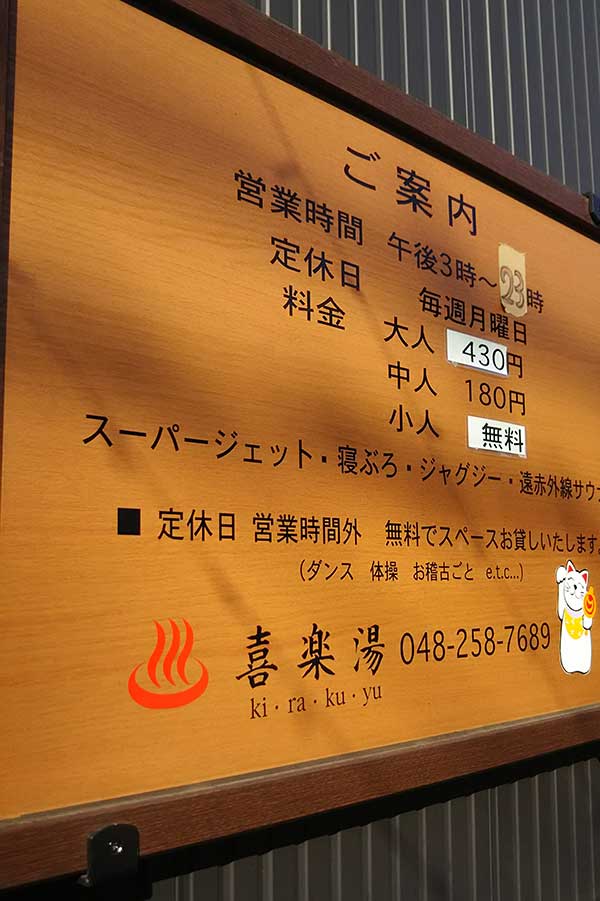 ご案内
営業時間 午後3時～23時
定休日 毎週月曜日
料金 大人 430円
中人 180円
小人 無料
スーパージェット・寝ぶろ・ジャグジー・遠赤外線サウナ
■ 定休日 営業時間外 無料でスペースお貸しいたします。
（ダンス 体操 お稽古ごと e.t.c...）
喜楽湯 048-258-7689
ki・ra・ku・yu